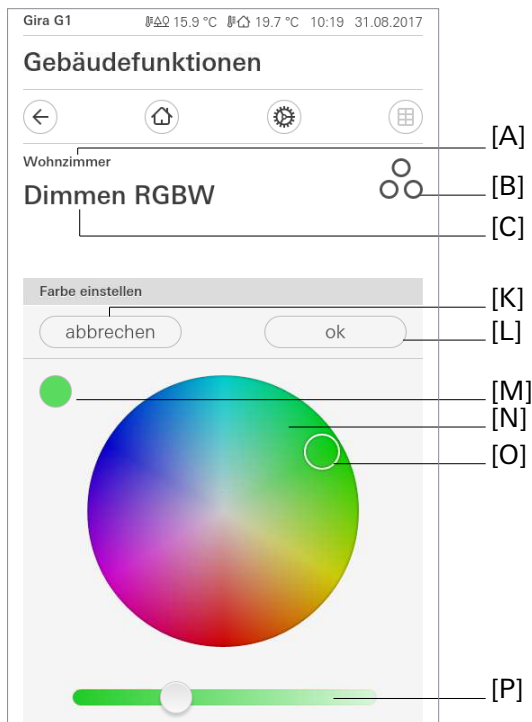 Gira G1 15.9 °C 19.7 °C 10:19 31.08.2017
Gebäudefunktionen
[A]
Wohnzimmer
[B]
Dimmen RGBW
[C]
Farbe einstellen
[K]
abbrechen ok
[L]
[M]
[N]
[O]
[P]